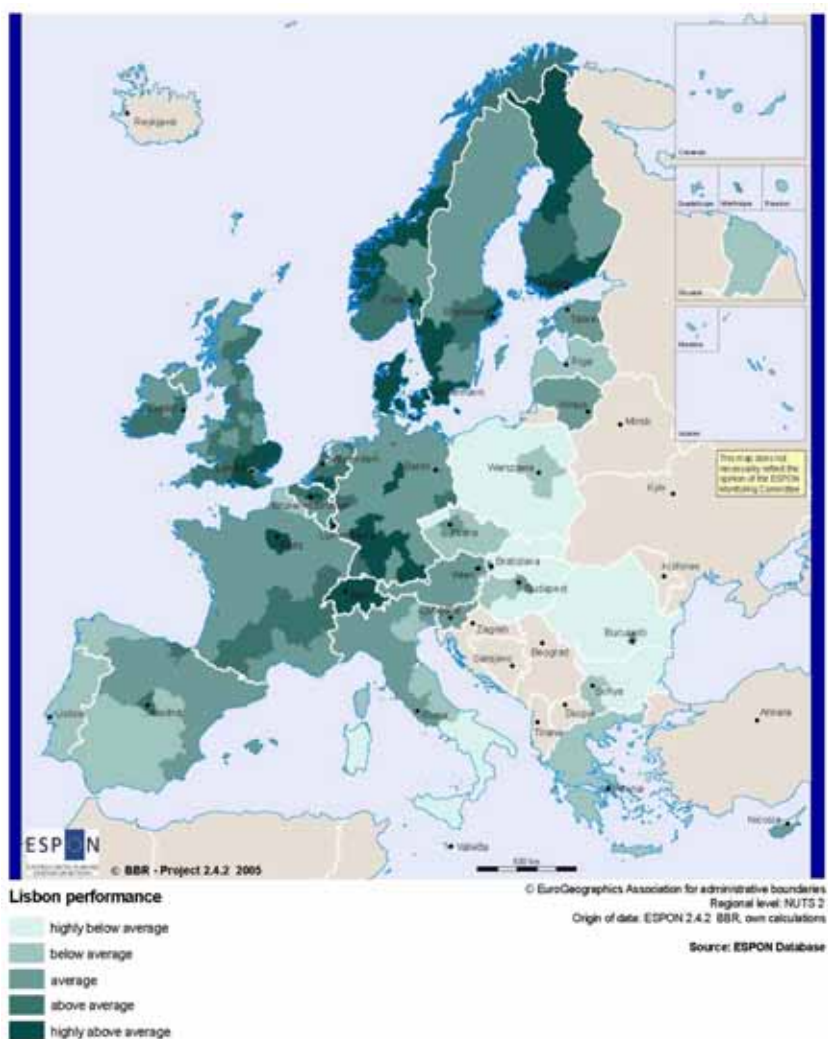 Reykjavik
Canarias
Guadeloupe
Martinique
Reunion
Guyane
Madeira
Tallinn
Riga
Vilnius
Minsk
This map does not
necessarily reflect the
opinion of the ESPON
Monitoring Committee
Warszawa
Kyiv
Berlin
Bratislava
Wien
Budapest
Paris
Zagreb
Beograd
Bucuresti
Sarajevo
Sofiya
Skopje
Tirana
Ankara
Madrid
Lisboa
Roma
Nicosia
Valletta
ESPON
© BBR - Project 2.4.2 2005
500 km
Lisbon performance
highly below average
below average
average
above average
highly above average
© EuroGeographics Association for administrative boundaries
Regional level: NUTS 2
Origin of data: ESPON 2.4.2 BBR, own calculations
Source: ESPON Database